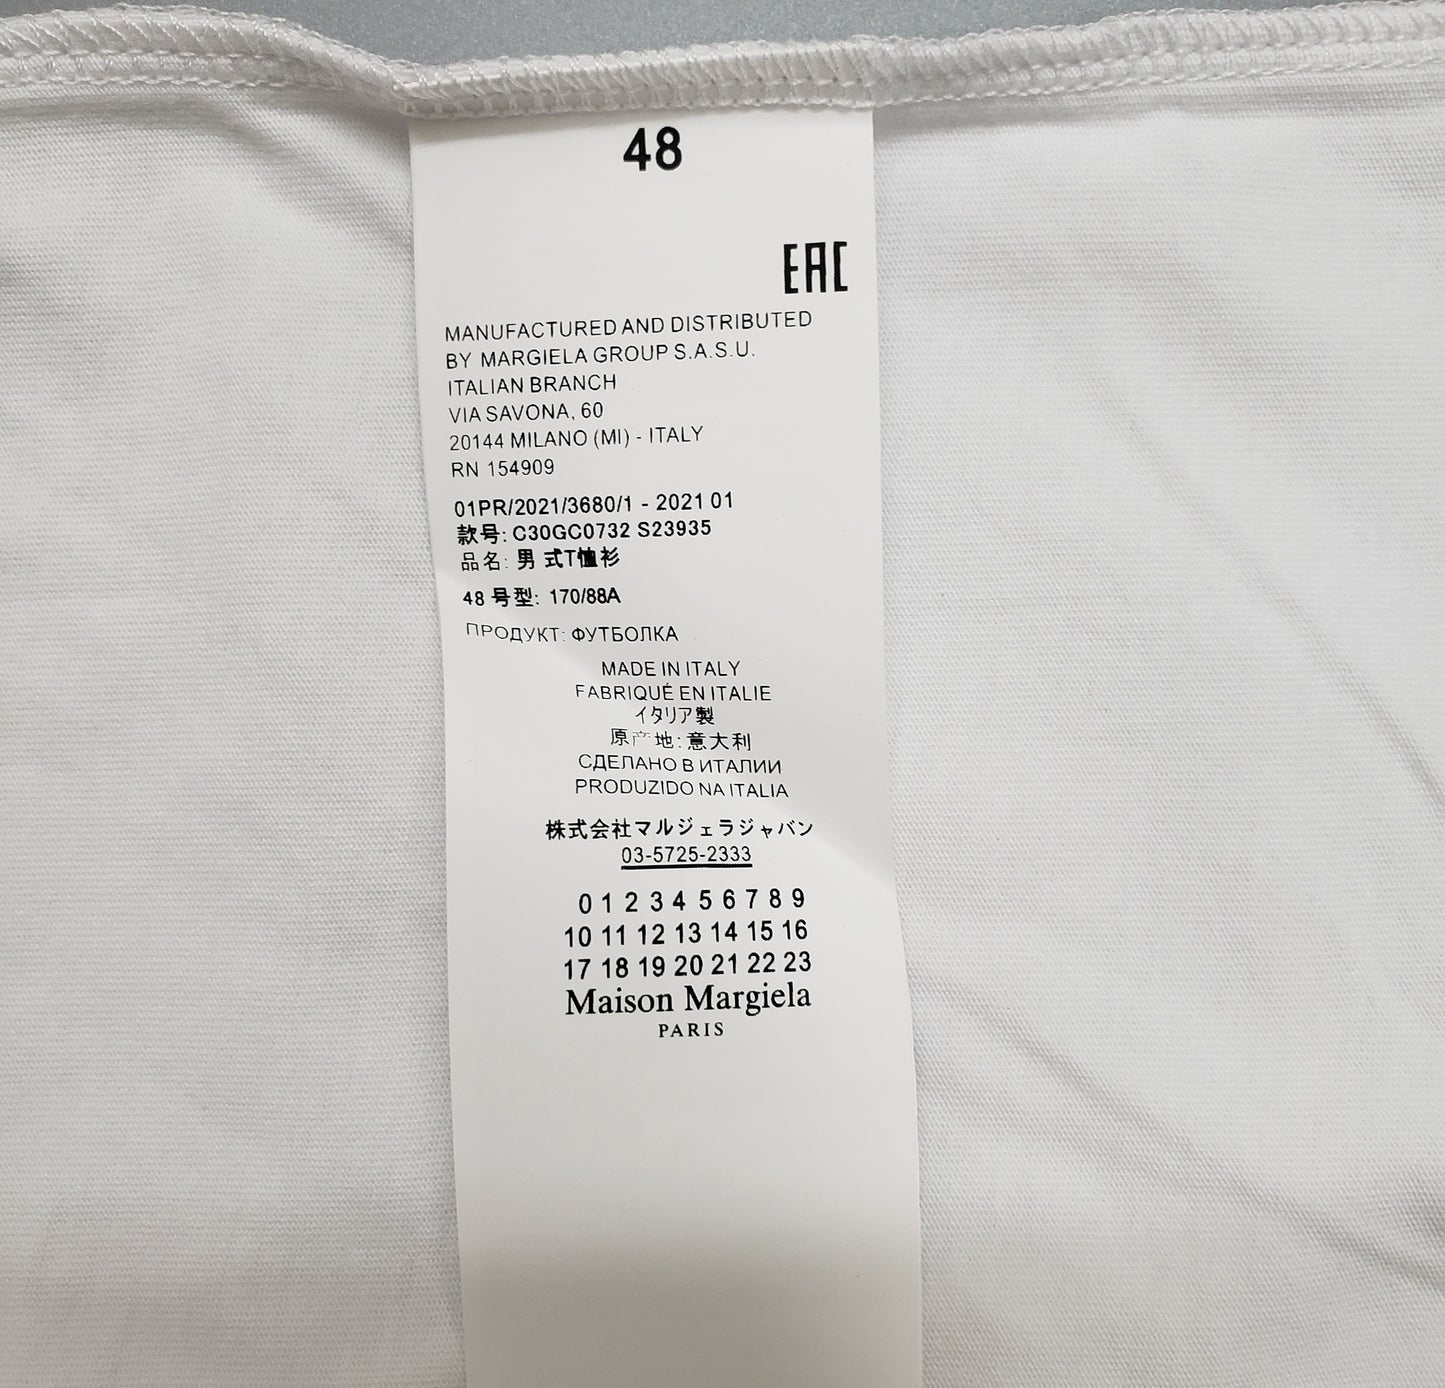 48
EAC
MANUFACTURED AND DISTRIBUTED
BY MARGIELA GROUP S.A.S.U.
ITALIAN BRANCH
VIA SAVONA, 60
20144 MILANO (MI) - ITALY
RN 154909
01PR/2021/3680/1 - 2021 01
款号: C30GC0732 S23935
品名: 男 式T恤衫
48 号型: 170/88A
ПРОДУКТ: ФУТБОЛКА
MADE IN ITALY
FABRIQUÉ EN ITALIE
イタリア製
原产地: 意大利
СДЕЛАНО В ИТАЛИИ
PRODUZIDO NA ITALIA
株式会社マルジェラジャパン
03-5725-2333
0 1 2 3 4 5 6 7 8 9
10 11 12 13 14 15 16
17 18 19 20 21 22 23
Maison Margiela
PARIS